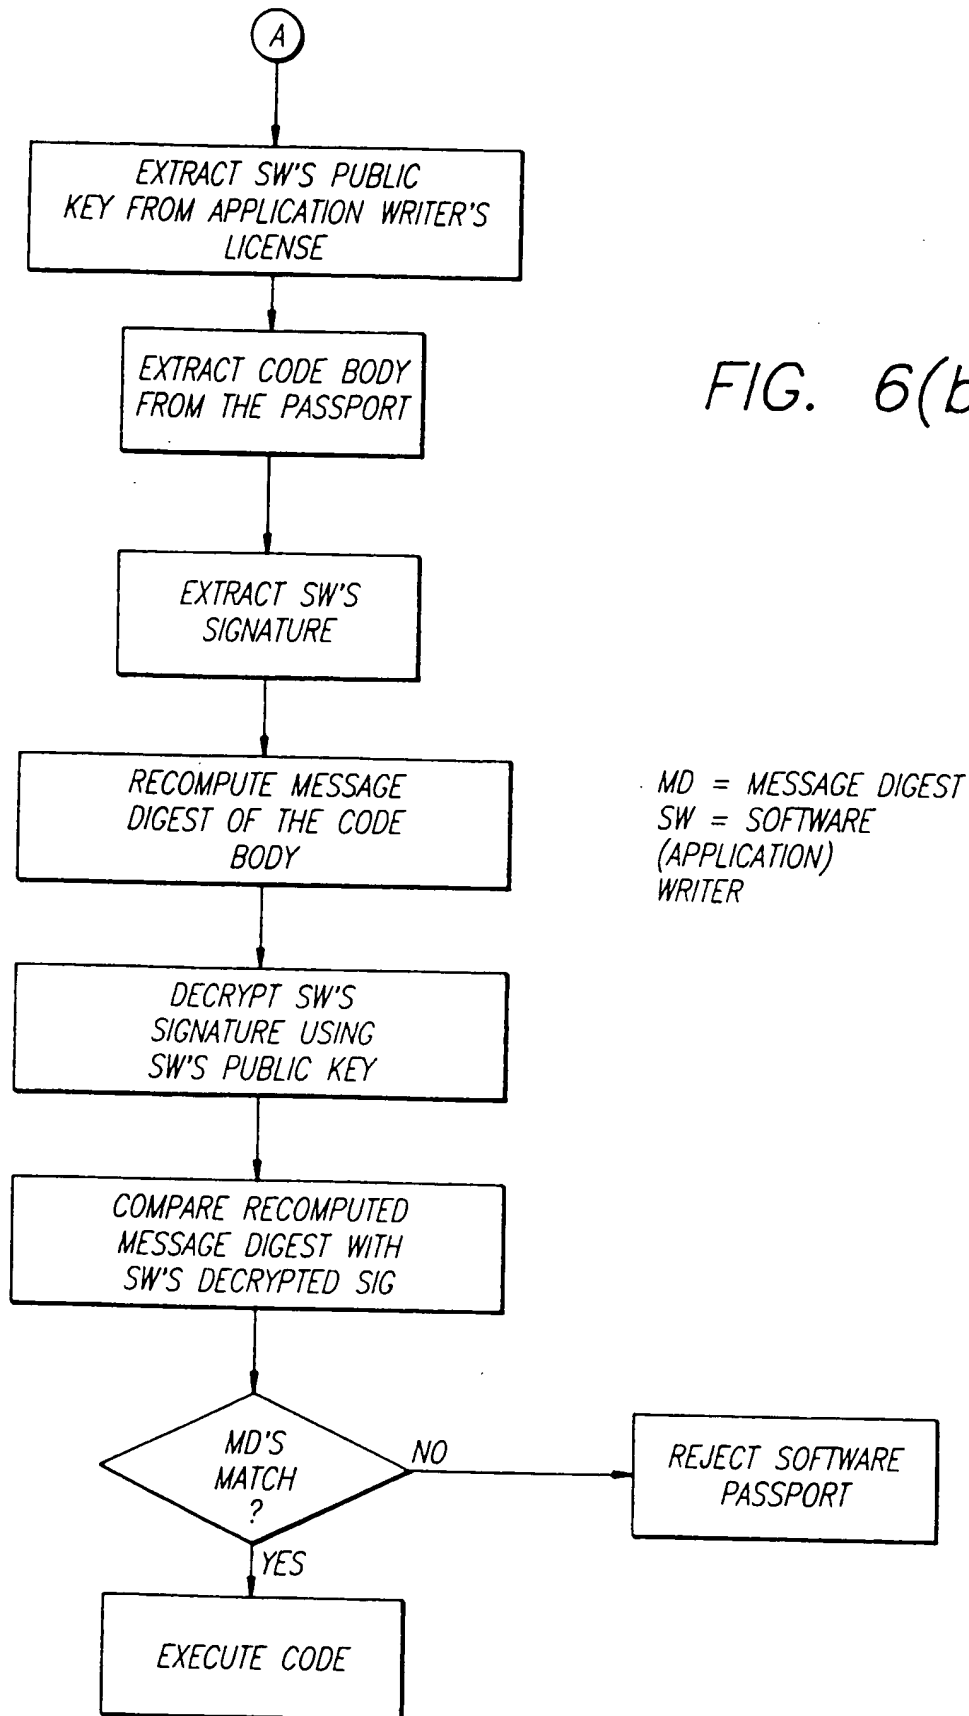 A
EXTRACT SW'S PUBLIC
KEY FROM APPLICATION WRITER'S
LICENSE
EXTRACT CODE BODY
FROM THE PASSPORT
FIG. 6(b
EXTRACT SW'S
SIGNATURE
RECOMPUTE MESSAGE
DIGEST OF THE CODE
BODY
MD = MESSAGE DIGEST
SW = SOFTWARE
(APPLICATION)
WRITER
DECRYPT SW'S
SIGNATURE USING
SW'S PUBLIC KEY
COMPARE RECOMPUTED
MESSAGE DIGEST WITH
SW'S DECRYPTED SIG
MD'S
MATCH
?
NO
REJECT SOFTWARE
PASSPORT
YES
EXECUTE CODE